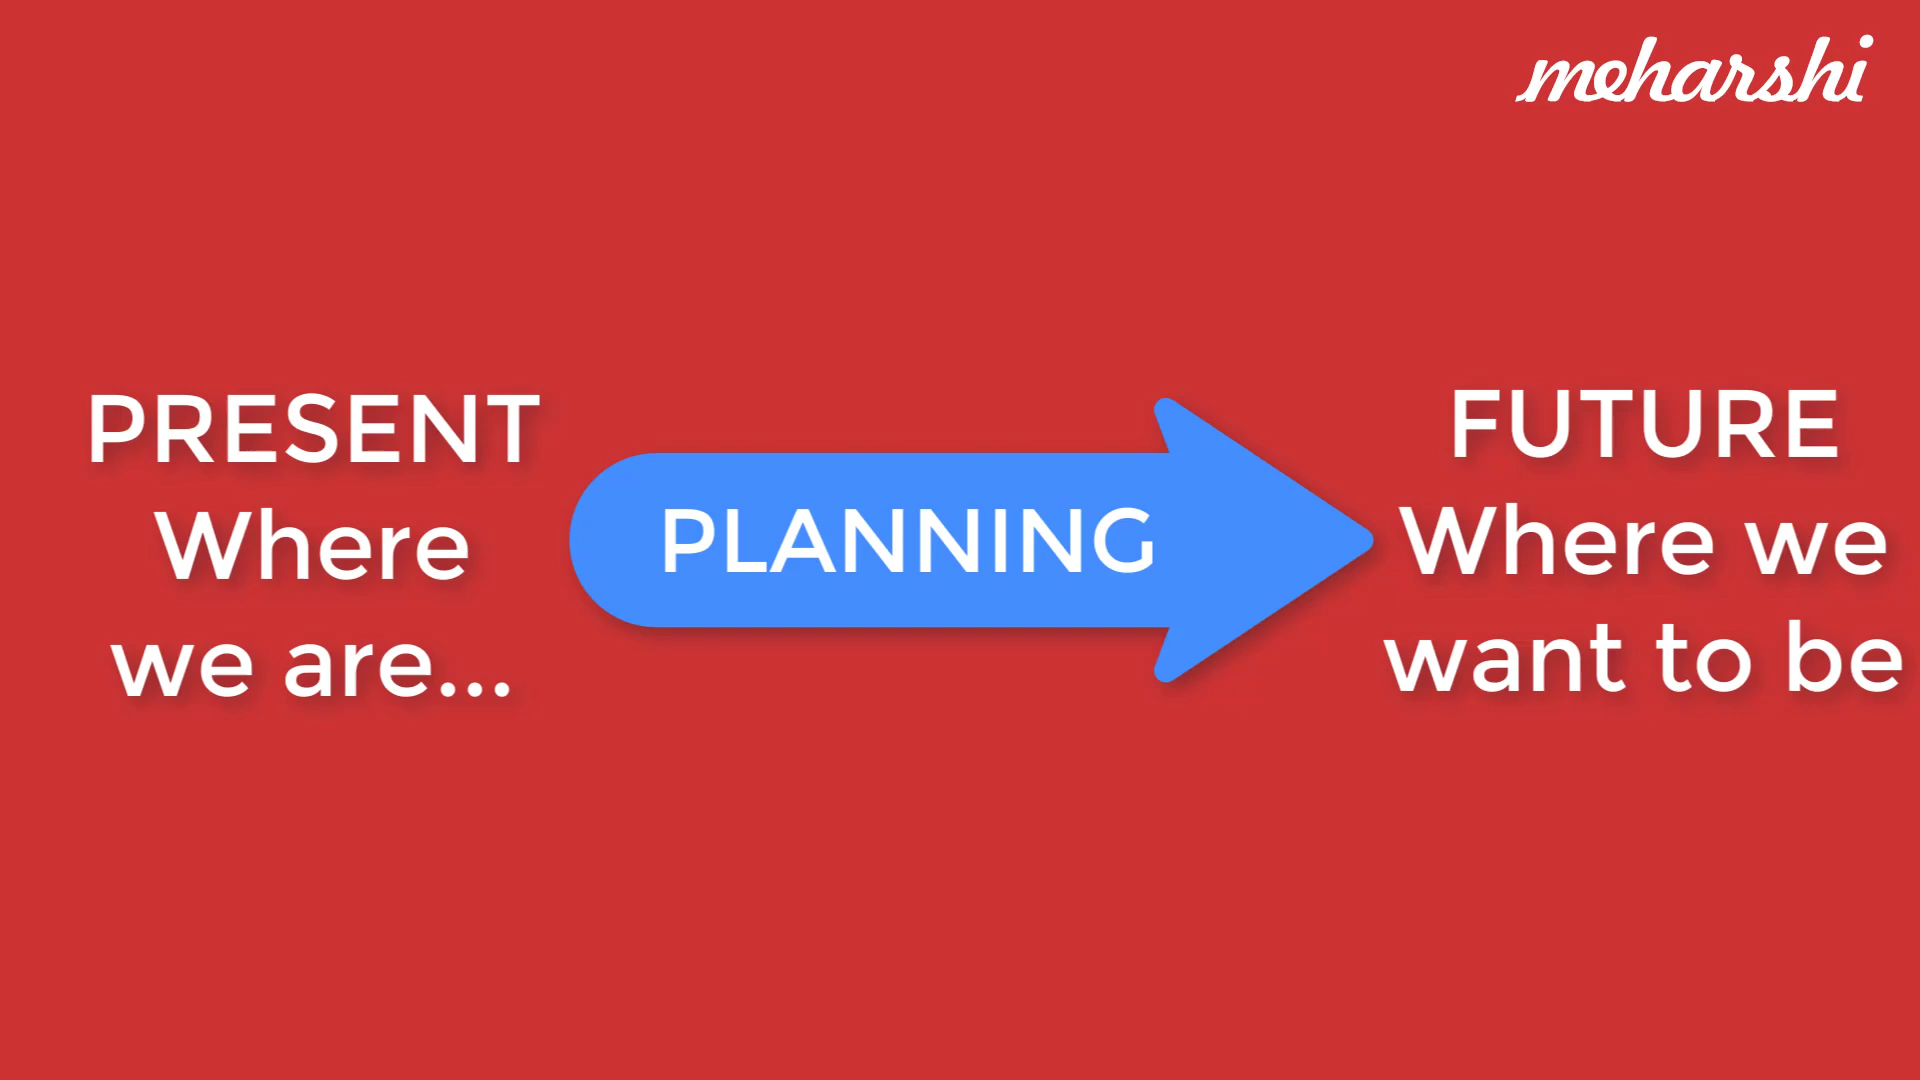 meharshi
PRESENT
Where
we are...
PLANNING
FUTURE
Where we
want to be